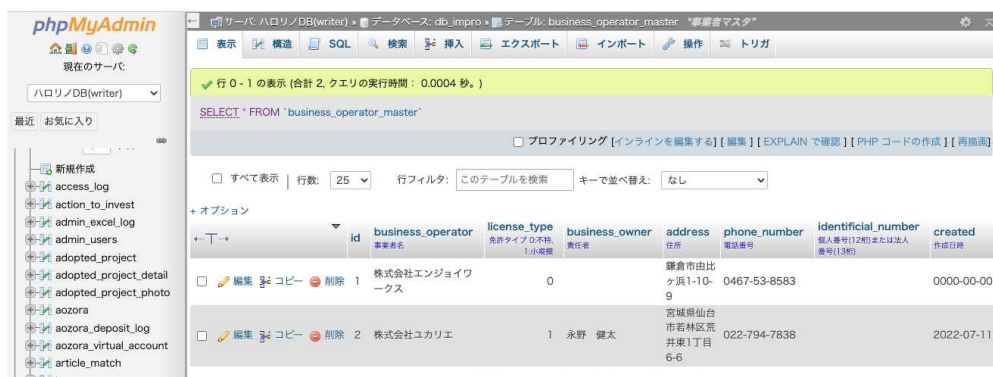 phpMyAdmin
現在のサーバ:
ハロリノDB(writer)
最近 お気に入り
新規作成
access_log
action_to_invest
admin_excel_log
admin_users
adopted_project
adopted_project_detail
adopted_project_photo
aozora
aozora_deposit_log
aozora_virtual_account
article_match
サーバ: ハロリノDB(writer) » データベース: db_impro » テーブル: business_operator_master "事業者マスタ"
表示 構造 SQL 検索 挿入 エクスポート インポート 操作 トリガ
行 0 - 1 の表示 (合計 2, クエリの実行時間： 0.0004 秒。)
SELECT * FROM `business_operator_master`
プロファイリング [インラインを編集する] [ 編集 ] [ EXPLAIN で確認 ] [ PHP コードの作成 ] [ 再描画]
すべて表示 | 行数: 25 行フィルタ: このテーブルを検索 キーで並べ替え: なし
+ オプション
←T→ id business_operator license_type business_owner address phone_number identificial_number created
事業者名 免許タイプ 0:不特, 責任者 住所 電話番号 個人番号(12桁)または法人 作成日時
1:小規模 番号(13桁)
編集 コピー 削除 1 株式会社エンジョイワ 0 鎌倉市由比 0467-53-8583 0000-00-00
ークス ヶ浜1-10-
9
編集 コピー 削除 2 株式会社ユカリエ 1 永野 健太 宮城県仙台 022-794-7838 2022-07-11
市若林区荒
井東1丁目
6-6